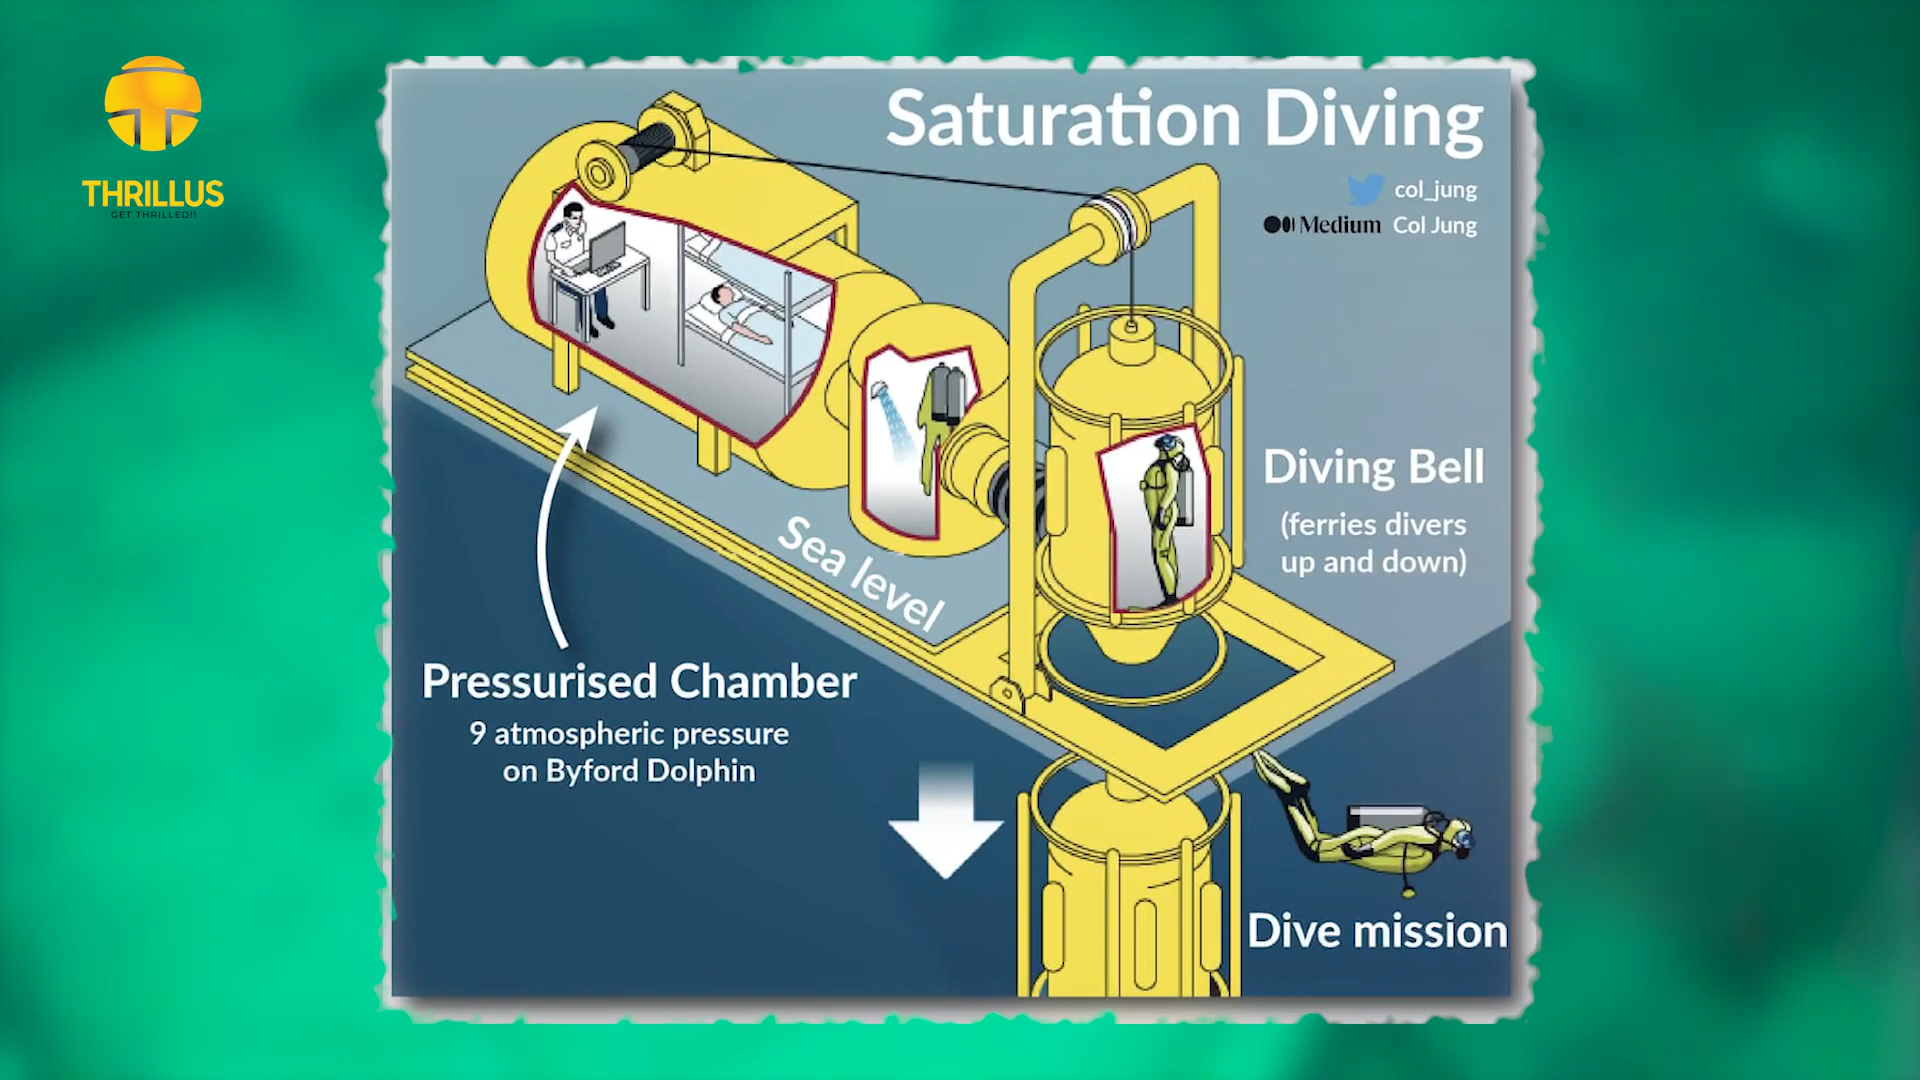 THRILLUS
GET THRILLED!!
Saturation Diving
col_jung
Medium Col Jung
Diving Bell
(ferries divers
up and down)
Sea level
Pressurised Chamber
9 atmospheric pressure
on Byford Dolphin
Dive mission